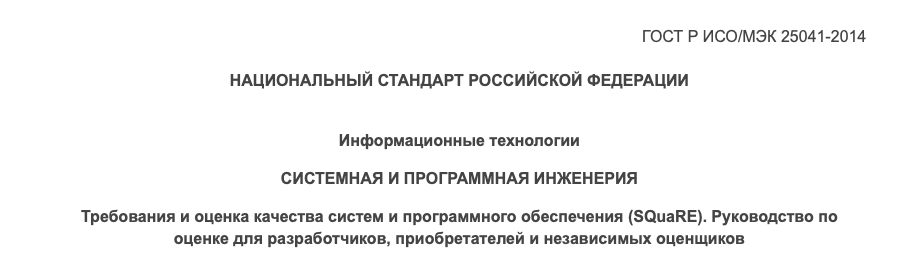 ГОСТ Р ИСО/МЭК 25041-2014
НАЦИОНАЛЬНЫЙ СТАНДАРТ РОССИЙСКОЙ ФЕДЕРАЦИИ
Информационные технологии
СИСТЕМНАЯ И ПРОГРАММНАЯ ИНЖЕНЕРИЯ
Требования и оценка качества систем и программного обеспечения (SQuaRE). Руководство по
оценке для разработчиков, приобретателей и независимых оценщиков